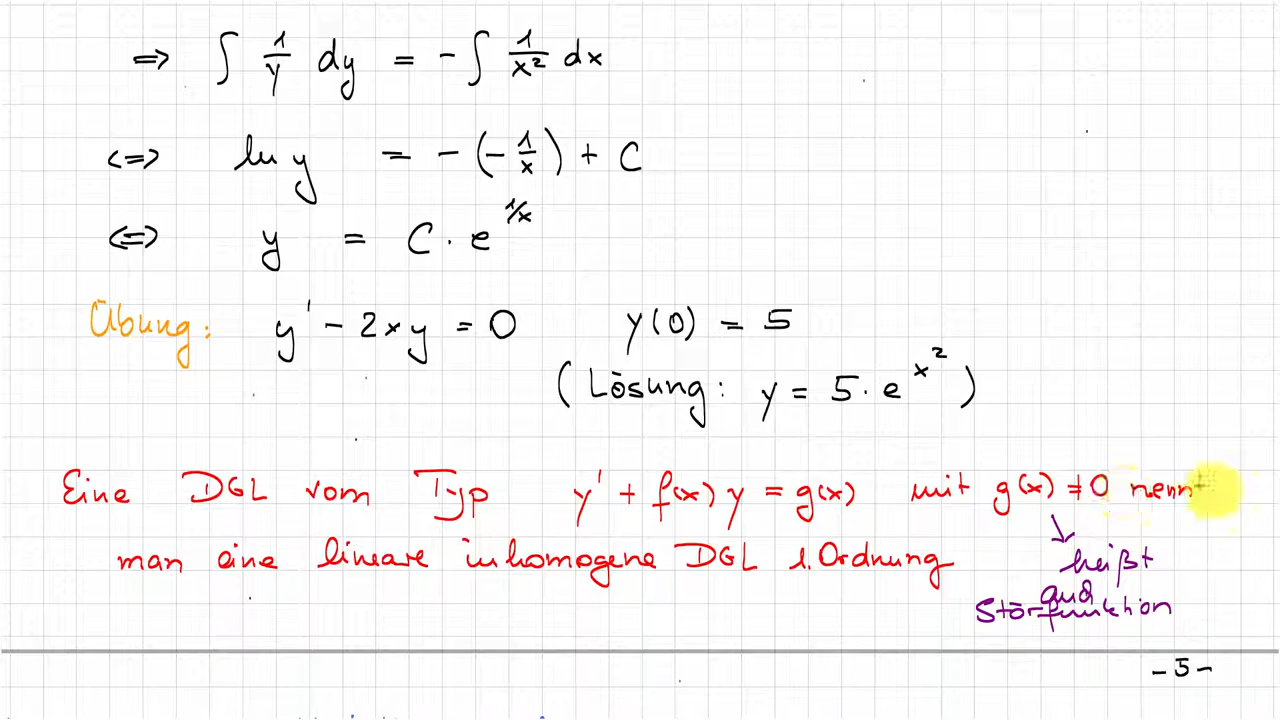 ⇒ ∫ 1/y dy = - ∫ 1/x² dx
⇔ ln y = - (- 1/x) + C
⇔ y = C · e^(1/x)
Übung: y' - 2xy = 0 y(0) = 5
(Lösung: y = 5 · e^(x²))
Eine DGL vom Typ y' + f(x) y = g(x) mit g(x) ≠ 0 nennt
man eine lineare inhomogene DGL 1. Ordnung
↘ heißt
auch
Störfunktion
- 5 -